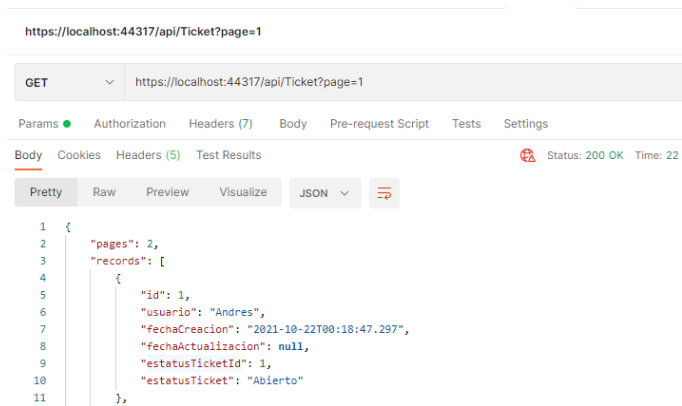 https://localhost:44317/api/Ticket?page=1
GET https://localhost:44317/api/Ticket?page=1
Params Authorization Headers (7) Body Pre-request Script Tests Settings
Body Cookies Headers (5) Test Results Status: 200 OK Time: 22
Pretty Raw Preview Visualize JSON
1 {
2 "pages": 2,
3 "records": [
4 {
5 "id": 1,
6 "usuario": "Andres",
7 "fechaCreacion": "2021-10-22T00:18:47.297",
8 "fechaActualizacion": null,
9 "estatusTicketId": 1,
10 "estatusTicket": "Abierto"
11 },